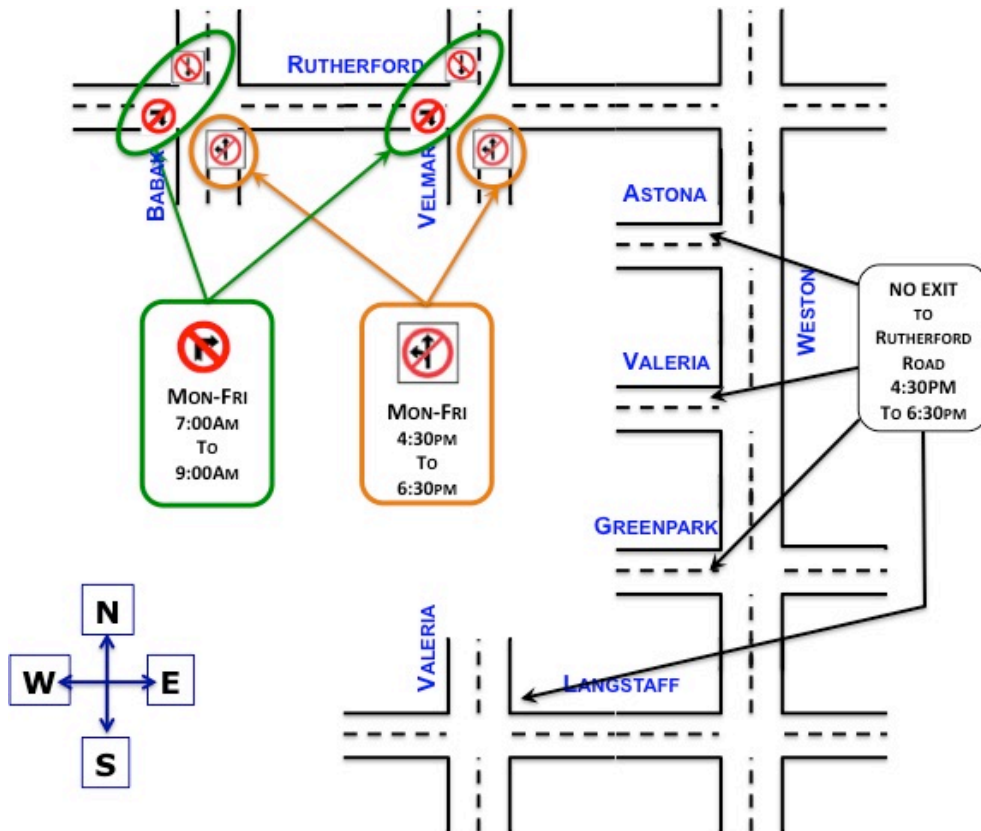 RUTHERFORD
BABAK
VELMAR
ASTONA
WESTON
NO EXIT
TO
RUTHERFORD
ROAD
4:30PM
TO 6:30PM
VALERIA
MON-FRI
7:00AM
TO
9:00AM
MON-FRI
4:30PM
TO
6:30PM
GREENPARK
N
W
E
S
VALERIA
LANGSTAFF